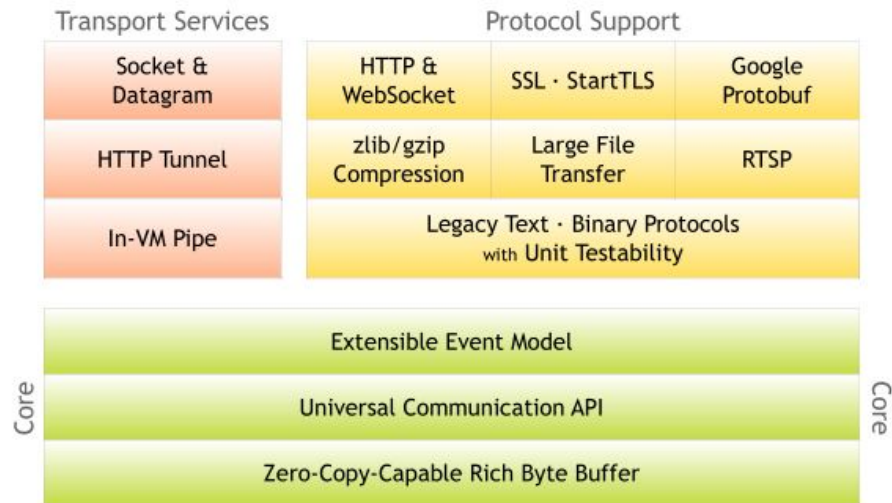 Transport Services
Protocol Support
Socket &
Datagram
HTTP Tunnel
In-VM Pipe
HTTP &
WebSocket
SSL · StartTLS
Google
Protobuf
zlib/gzip
Compression
Large File
Transfer
RTSP
Legacy Text · Binary Protocols
with Unit Testability
Core
Extensible Event Model
Universal Communication API
Zero-Copy-Capable Rich Byte Buffer
Core